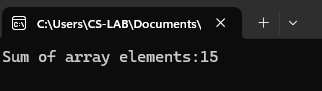 C:\Users\CS-LAB\Documents\
Sum of array elements:15